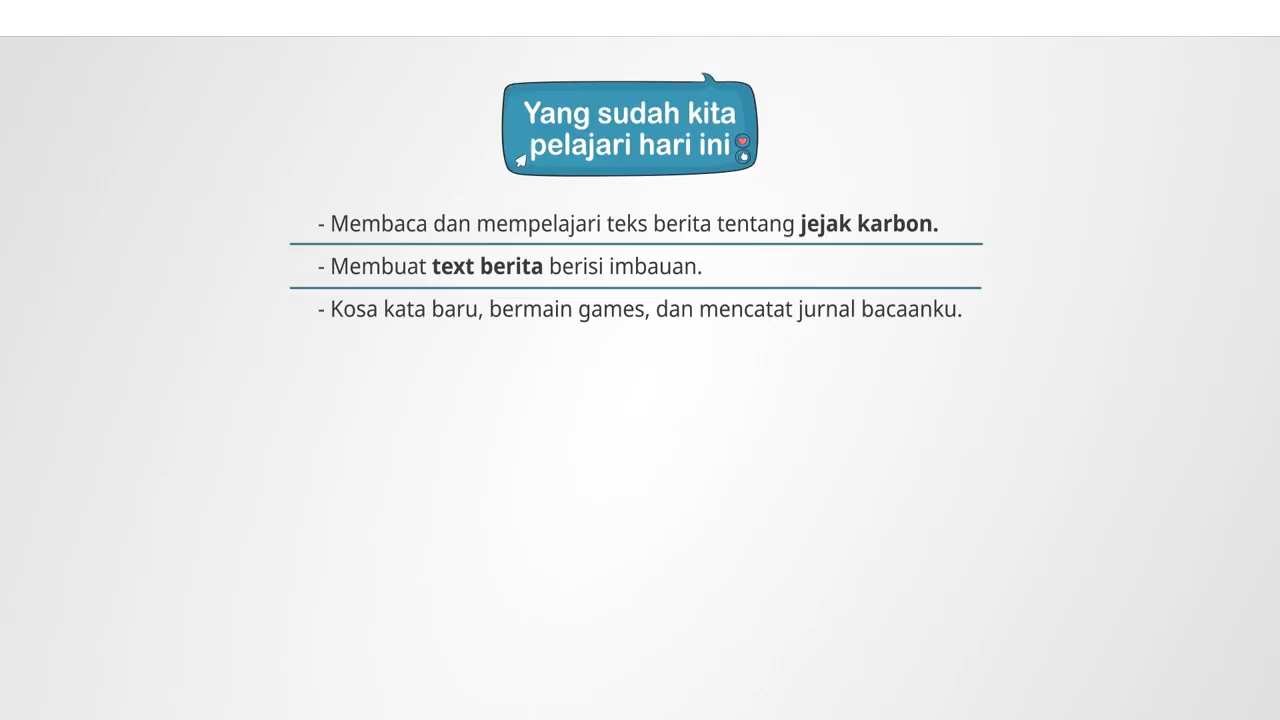 Yang sudah kita
pelajari hari ini
- Membaca dan mempelajari teks berita tentang jejak karbon.
- Membuat text berita berisi imbauan.
- Kosa kata baru, bermain games, dan mencatat jurnal bacaanku.